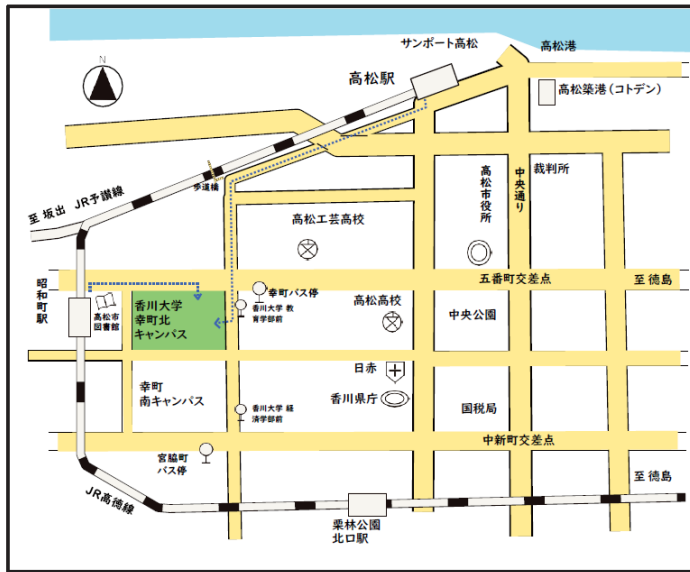 サンポート高松
高松港
N
高松駅
高松築港(コトデン)
歩道橋
至 坂出 JR予讃線
高松市役所
中央通り
裁判所
高松工芸高校
昭和町駅
五番町交差点
至 徳島
高松市
図書館
香川大学
幸町北
キャンパス
幸町バス停
香川大学 教
育学部前
高松高校
中央公園
日赤
幸町
南キャンパス
香川大学 経
済学部前
香川県庁
国税局
宮脇町
バス停
中新町交差点
JR高徳線
至 徳島
栗林公園
北口駅